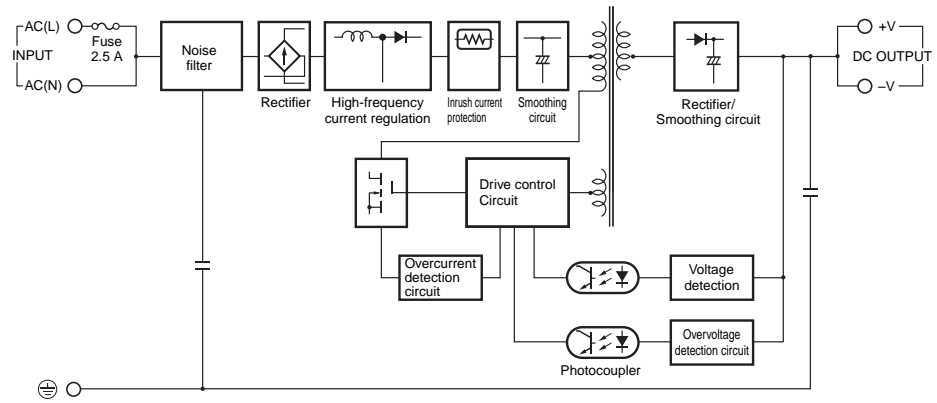 AC(L)
Fuse
2.5 A
INPUT
AC(N)
Noise
filter
Rectifier
High-frequency
current regulation
Inrush current
protection
Smoothing
circuit
Rectifier/
Smoothing circuit
+V
DC OUTPUT
–V
Drive control
Circuit
Overcurrent
detection
circuit
Voltage
detection
Overvoltage
detection circuit
Photocoupler